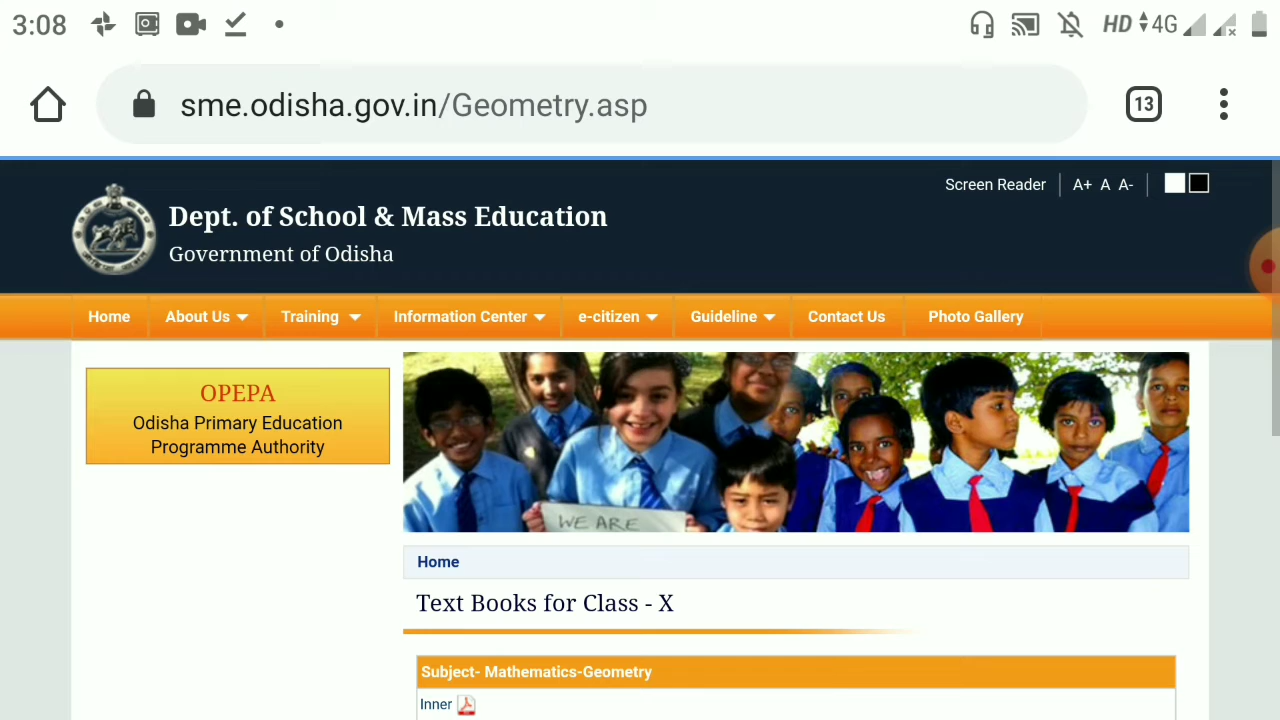 3:08
HD 4G
sme.odisha.gov.in/Geometry.asp
13
Screen Reader A+ A A-
Dept. of School & Mass Education
Government of Odisha
Home About Us Training Information Center e-citizen Guideline Contact Us Photo Gallery
OPEPA
Odisha Primary Education
Programme Authority
WE ARE
Home
Text Books for Class - X
Subject- Mathematics-Geometry
Inner